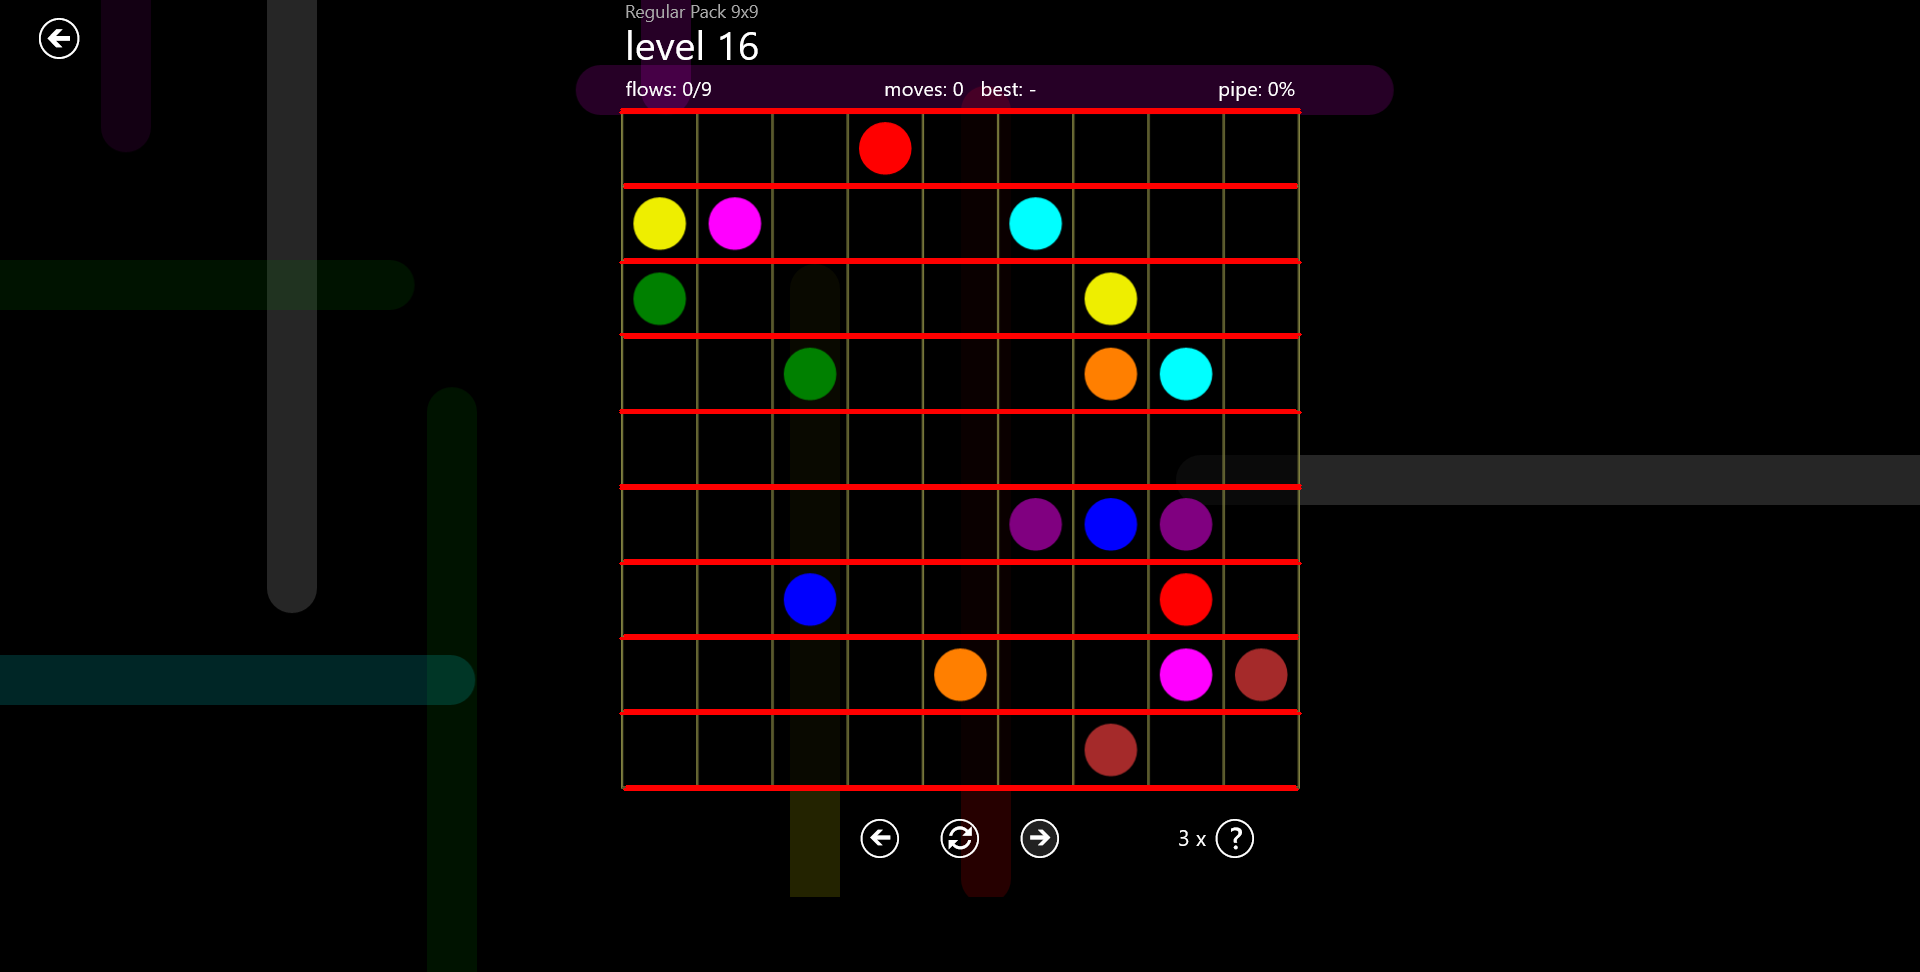 Regular Pack 9x9
level 16
flows: 0/9 moves: 0 best: - pipe: 0%
3 x ?